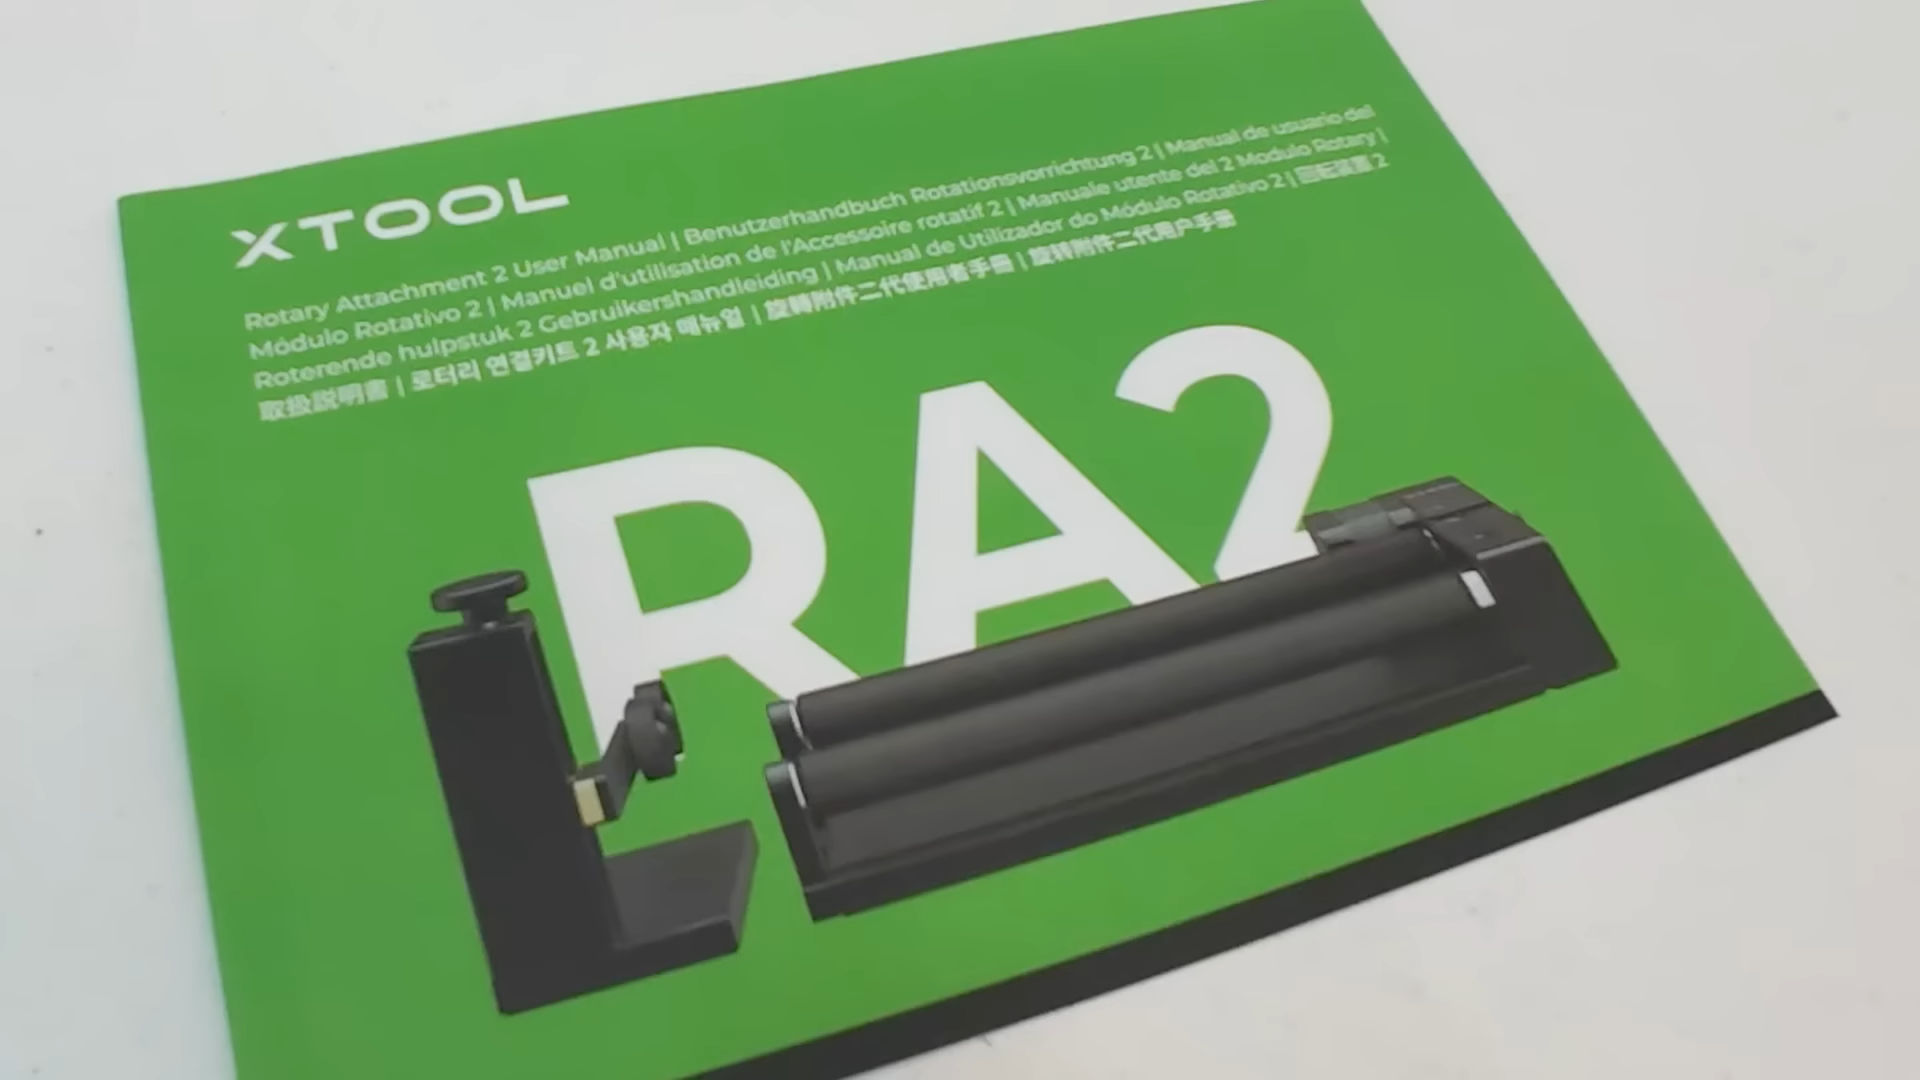 XTOOL
Rotary Attachment 2 User Manual | Benutzerhandbuch Rotationsvorrichtung 2 | Manual de usuario del
Módulo Rotativo 2 | Manuel d'utilisation de l'Accessoire rotatif 2 | Manuale utente del 2 Modulo Rotary |
Roterende hulpstuk 2 Gebruikershandleiding | Manual de Utilizador do Módulo Rotativo 2 | 回転装置 2
取扱説明書 | 로터리 연결키트 2 사용자 매뉴얼 | 旋轉附件二代使用者手冊 | 旋轉附件二代用户手册
RA2